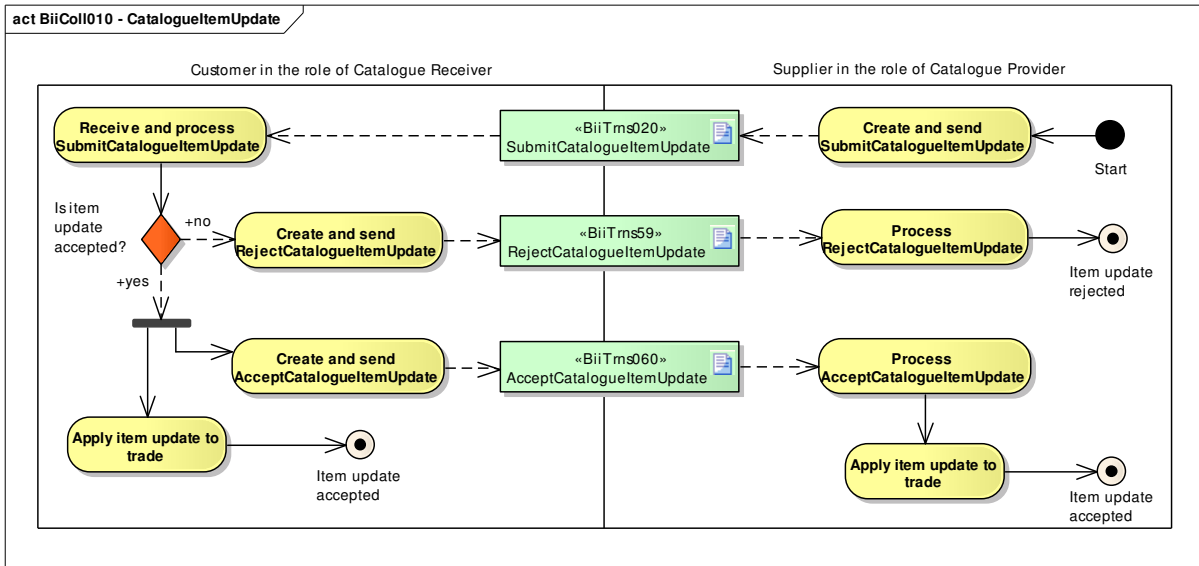 act BiiColl010 - CatalogueItemUpdate
Customer in the role of Catalogue Receiver
Supplier in the role of Catalogue Provider
Receive and process
SubmitCatalogueItemUpdate
«BiiTrns020»
SubmitCatalogueItemUpdate
Create and send
SubmitCatalogueItemUpdate
Start
Is item
update
accepted?
+no
+yes
Create and send
RejectCatalogueItemUpdate
«BiiTrns59»
RejectCatalogueItemUpdate
Process
RejectCatalogueItemUpdate
Item update
rejected
Create and send
AcceptCatalogueItemUpdate
«BiiTrns060»
AcceptCatalogueItemUpdate
Process
AcceptCatalogueItemUpdate
Apply item update to
trade
Item update
accepted
Apply item update to
trade
Item update
accepted